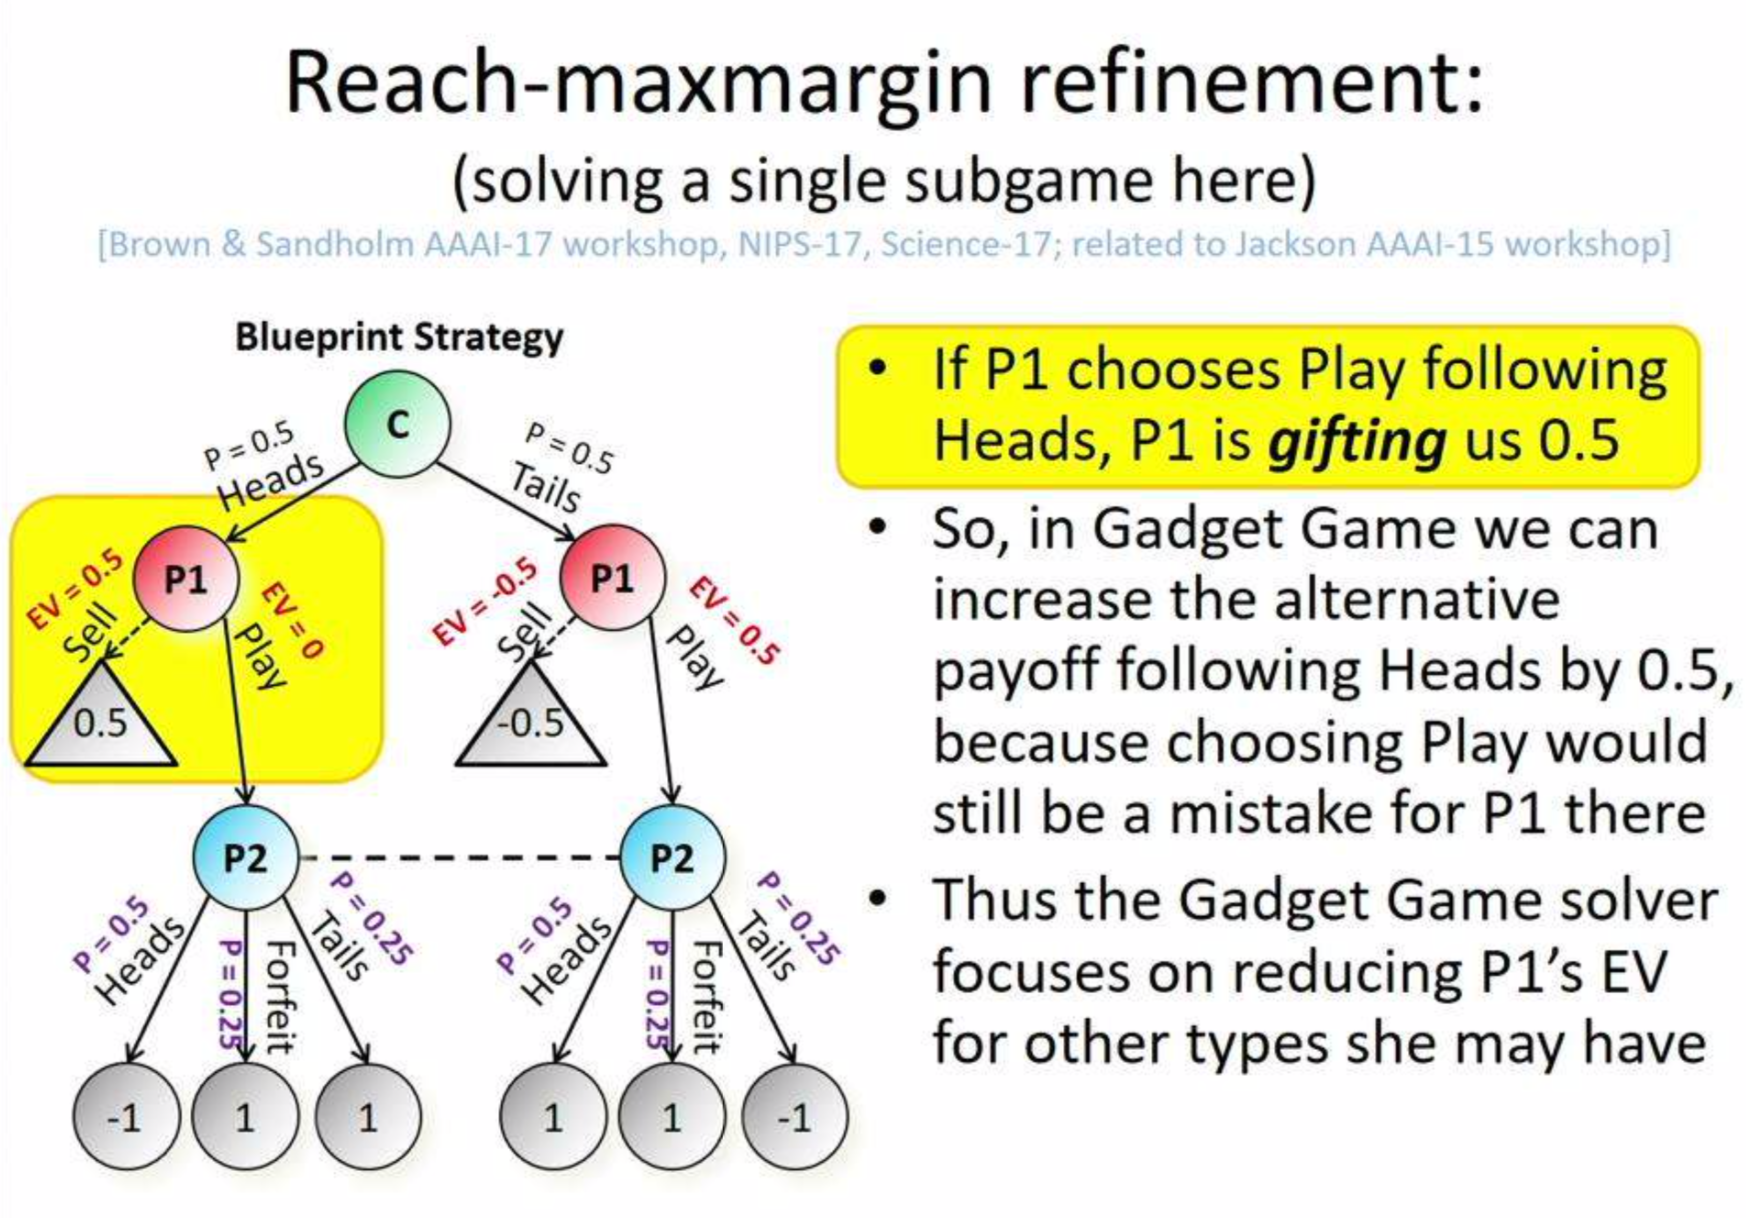 Reach-maxmargin refinement:
(solving a single subgame here)
[Brown & Sandholm AAAI-17 workshop, NIPS-17, Science-17; related to Jackson AAAI-15 workshop]
Blueprint Strategy
C
P = 0.5
Heads
P = 0.5
Tails
P1
EV = 0.5
Sell
EV = 0
Play
0.5
P1
EV = -0.5
Sell
EV = 0.5
Play
-0.5
P2
P2
P = 0.5
Heads
P = 0.25
Forfeit
P = 0.25
Tails
P = 0.5
Heads
P = 0.25
Forfeit
P = 0.25
Tails
-1
1
1
1
1
-1
• If P1 chooses Play following
Heads, P1 is gifting us 0.5
• So, in Gadget Game we can
increase the alternative
payoff following Heads by 0.5,
because choosing Play would
still be a mistake for P1 there
• Thus the Gadget Game solver
focuses on reducing P1’s EV
for other types she may have